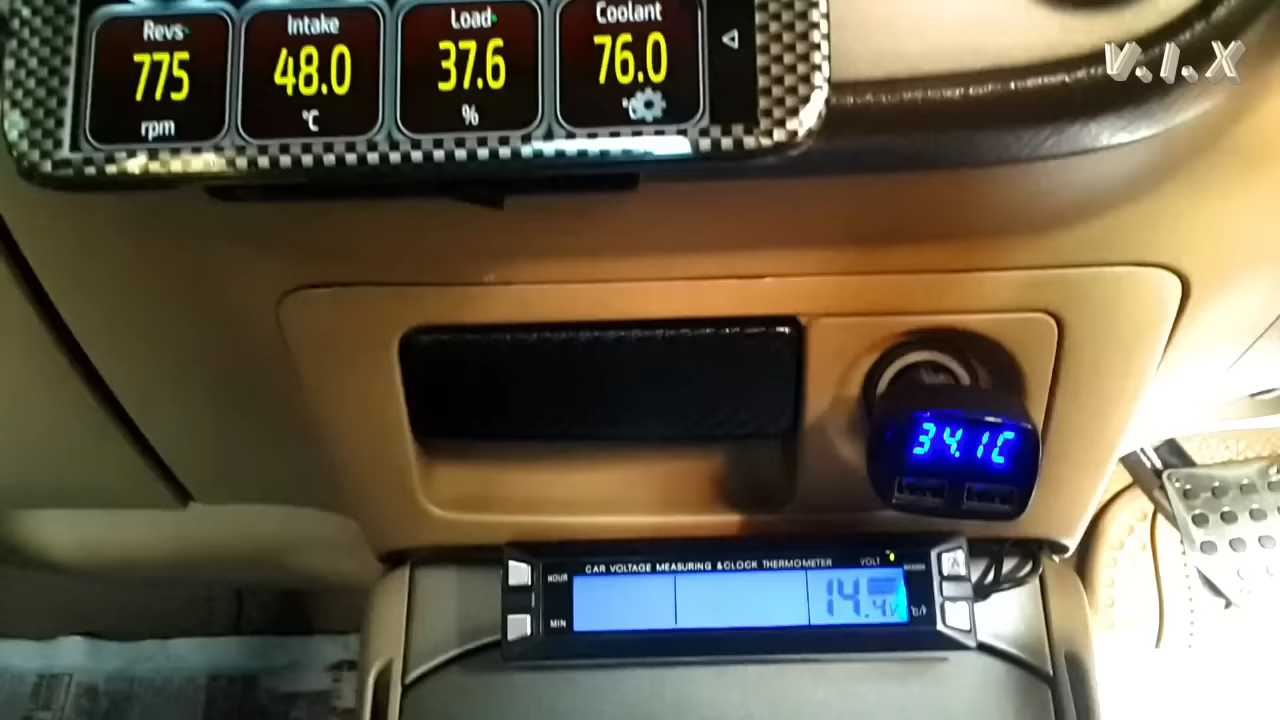 Revs
775
rpm
Intake
48.0
°C
Load
37.6
%
Coolant
76.0
V.I.X
34.1C
CAR VOLTAGE MEASURING &CLOCK THERMOMETER
VOLT
HOUR
MIN
14.4V
°C/F